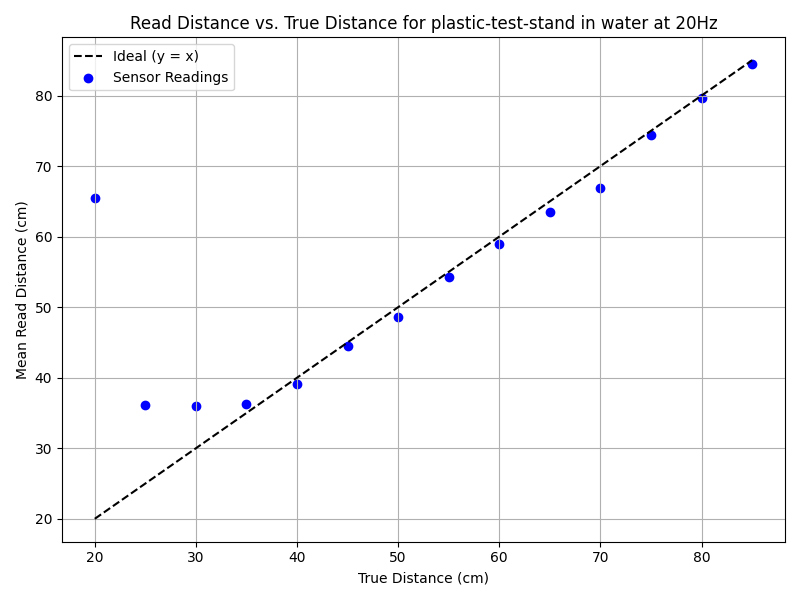 Read Distance vs. True Distance for plastic-test-stand in water at 20Hz
Ideal (y = x)
Sensor Readings
Mean Read Distance (cm)
80
70
60
50
40
30
20
20 30 40 50 60 70 80
True Distance (cm)